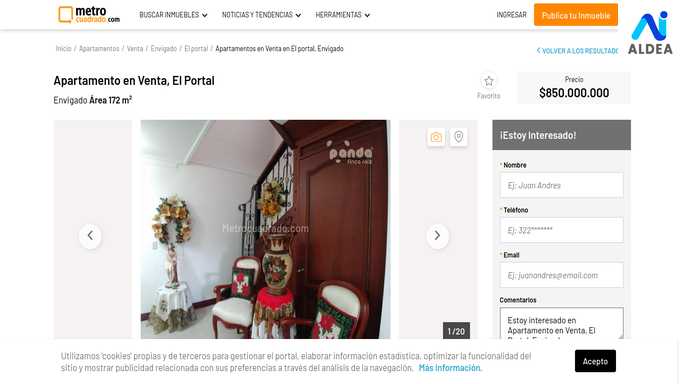 metro
cuadrado.com
BUSCAR INMUEBLES
NOTICIAS Y TENDENCIAS
HERRAMIENTAS
INGRESAR
Publica tu Inmueble
ALDEA
Inicio / Apartamentos / Venta / Envigado / El portal / Apartamentos en Venta en El portal, Envigado
VOLVER A LOS RESULTAD
Apartamento en Venta, El Portal
Envigado Área 172 m²
Favorito
Precio
$850.000.000
panda
finca raíz
Metrocuadrado.com
1 / 20
¡Estoy Interesado!
* Nombre
Ej: Juan Andres
* Teléfono
Ej: 322*******
* Email
Ej: juanandres@email.com
Comentarios
Estoy interesado en
Apartamento en Venta, El
Utilizamos 'cookies' propias y de terceros para gestionar el portal, elaborar información estadística, optimizar la funcionalidad del
sitio y mostrar publicidad relacionada con sus preferencias a través del análisis de la navegación. Más información.
Acepto